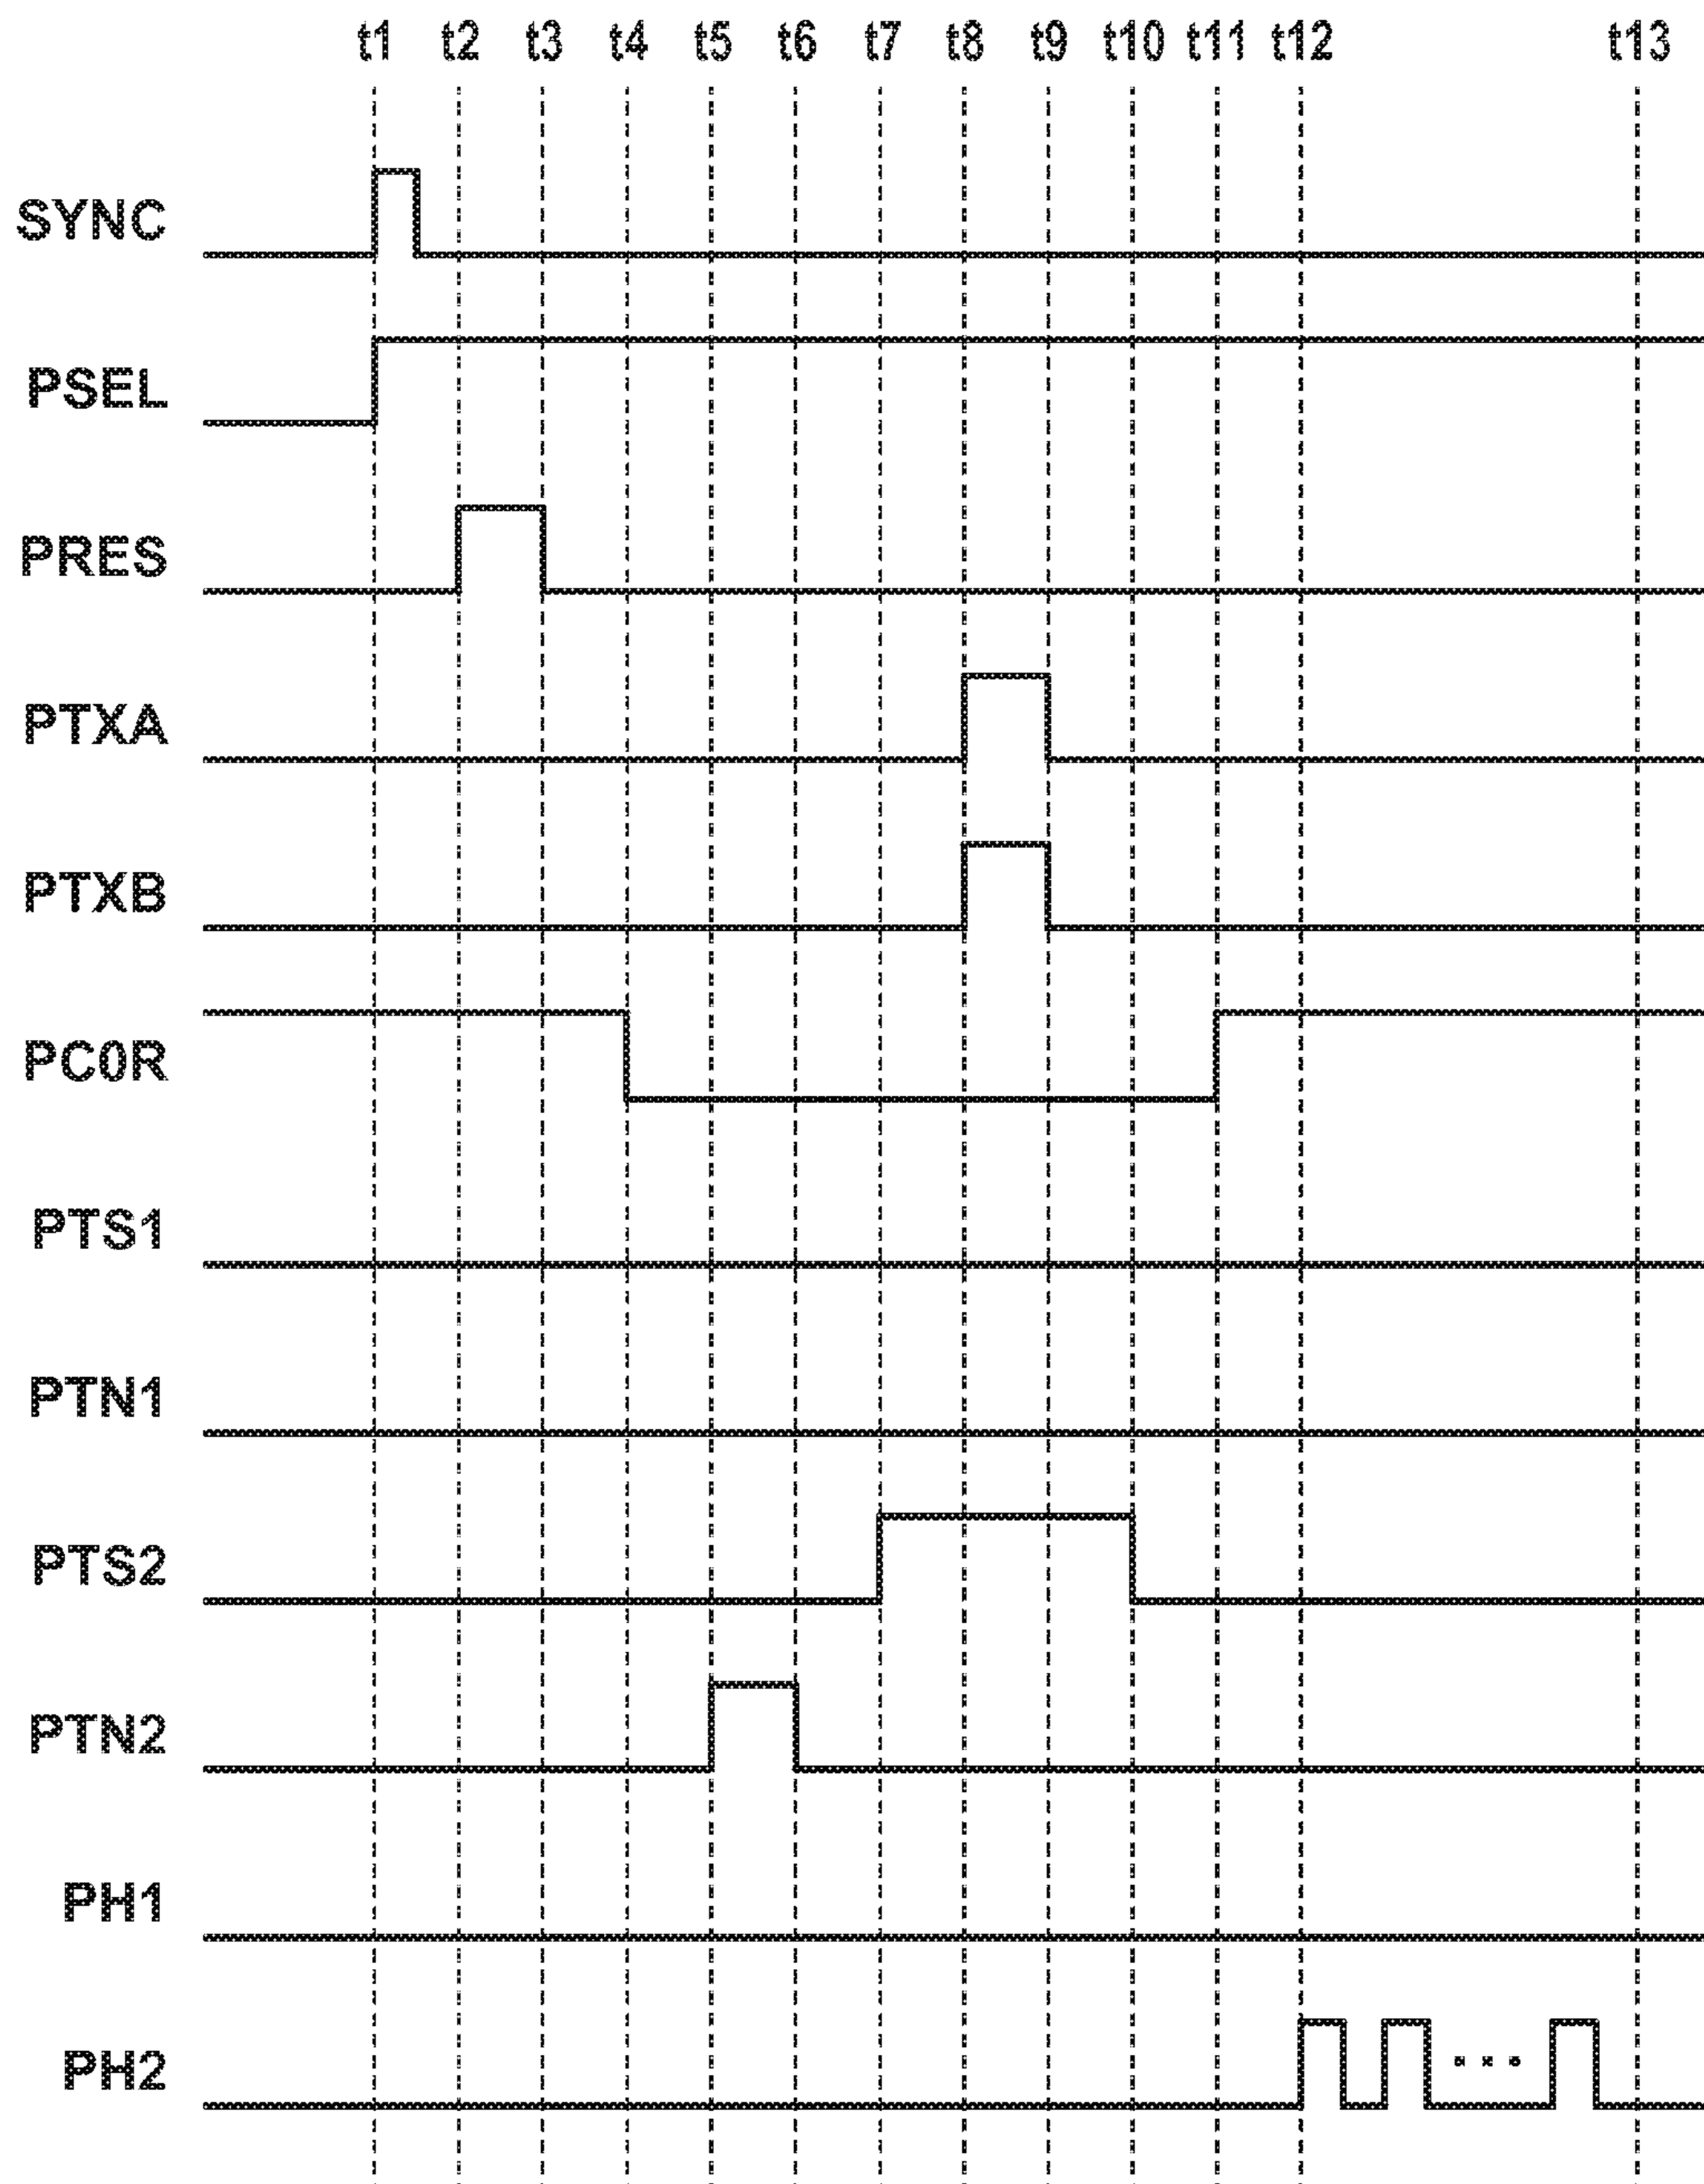 t1 t2 t3 t4 t5 t6 t7 t8 t9 t10 t11 t12 t13
SYNC
PSEL
PRES
PTXA
PTXB
PC0R
PTS1
PTN1
PTS2
PTN2
PH1
PH2